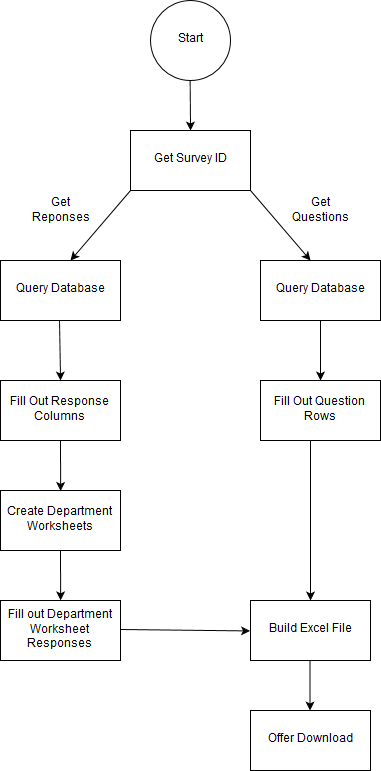 Start
Get Survey ID
Get
Reponses
Get
Questions
Query Database
Query Database
Fill Out Response
Columns
Fill Out Question
Rows
Create Department
Worksheets
Fill out Department
Worksheet
Responses
Build Excel File
Offer Download